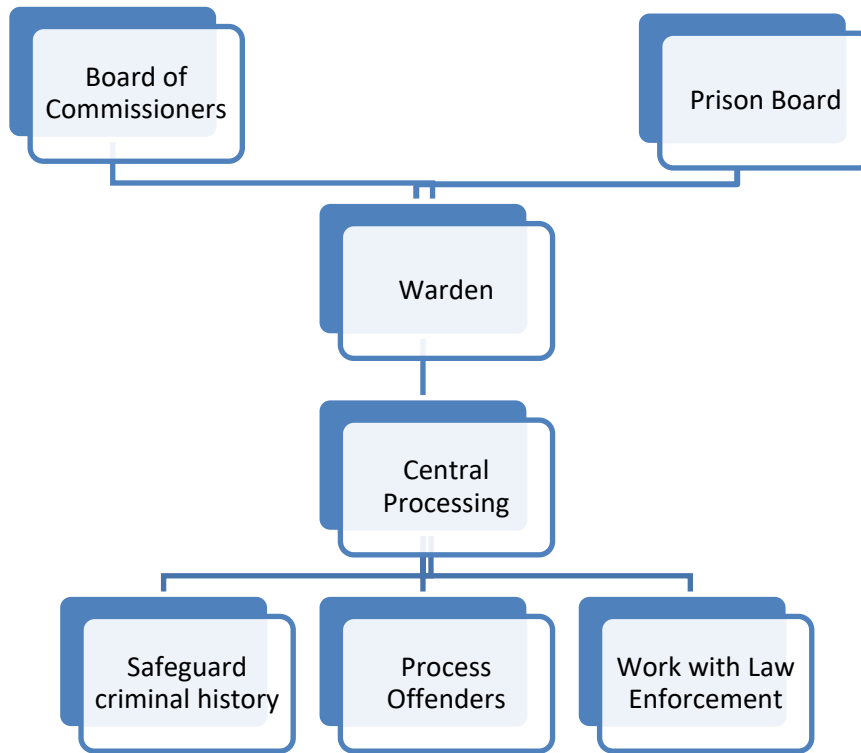 Board of
Commissioners
Prison Board
Warden
Central
Processing
Safeguard
criminal history
Process
Offenders
Work with Law
Enforcement